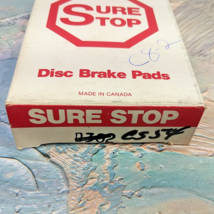 SURE
STOP
Disc Brake Pads
MADE IN CANADA
SURE STOP